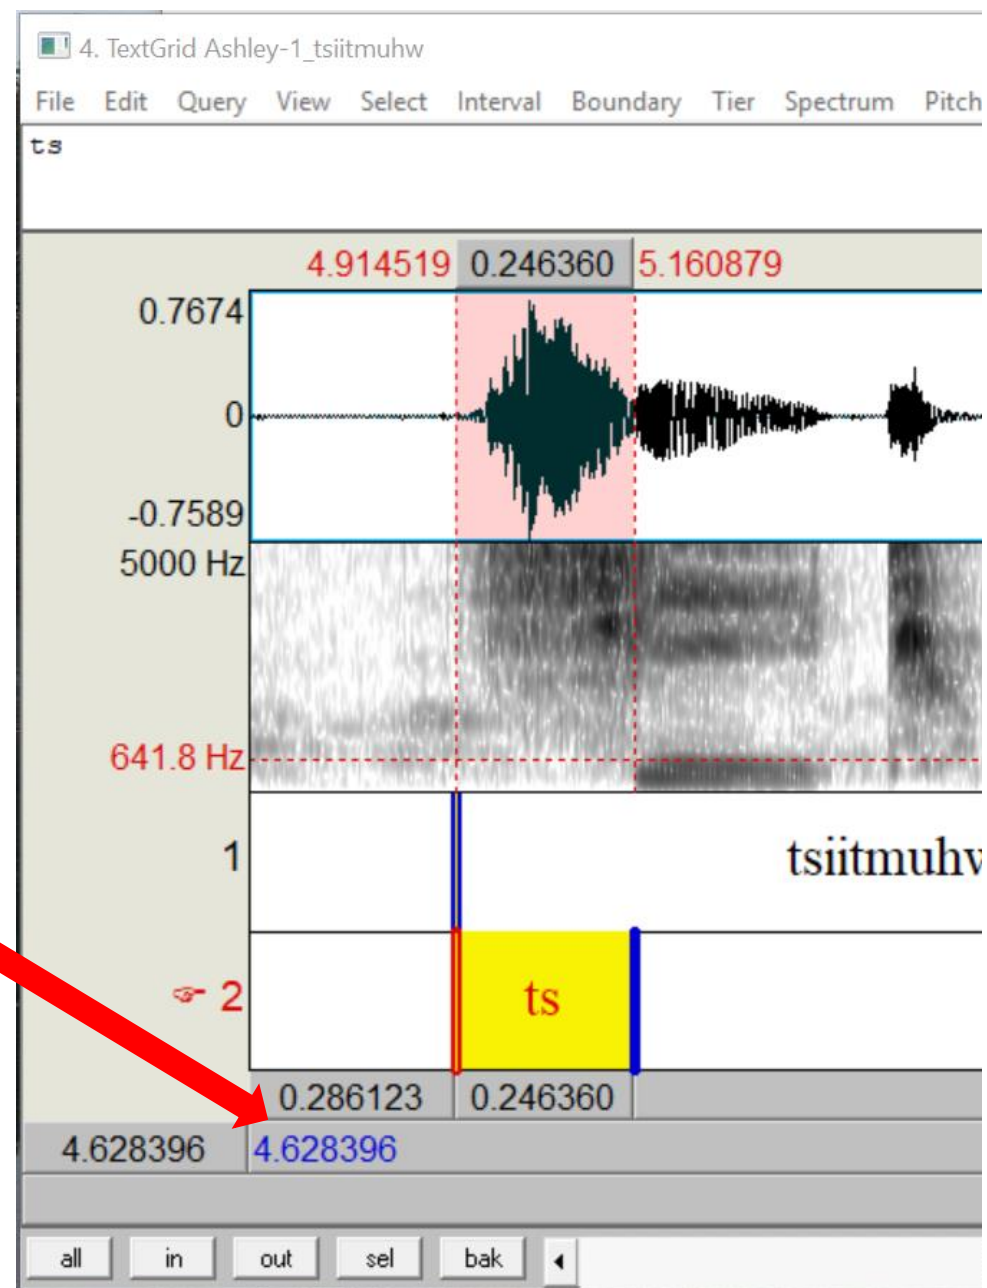 4. TextGrid Ashley-1_tsiitmuhw
File Edit Query View Select Interval Boundary Tier Spectrum Pitch
ts
4.914519 0.246360 5.160879
0.7674
0
-0.7589
5000 Hz
641.8 Hz
1 tsiitmuhw
☞ 2 ts
0.286123 0.246360
4.628396 4.628396
all in out sel bak